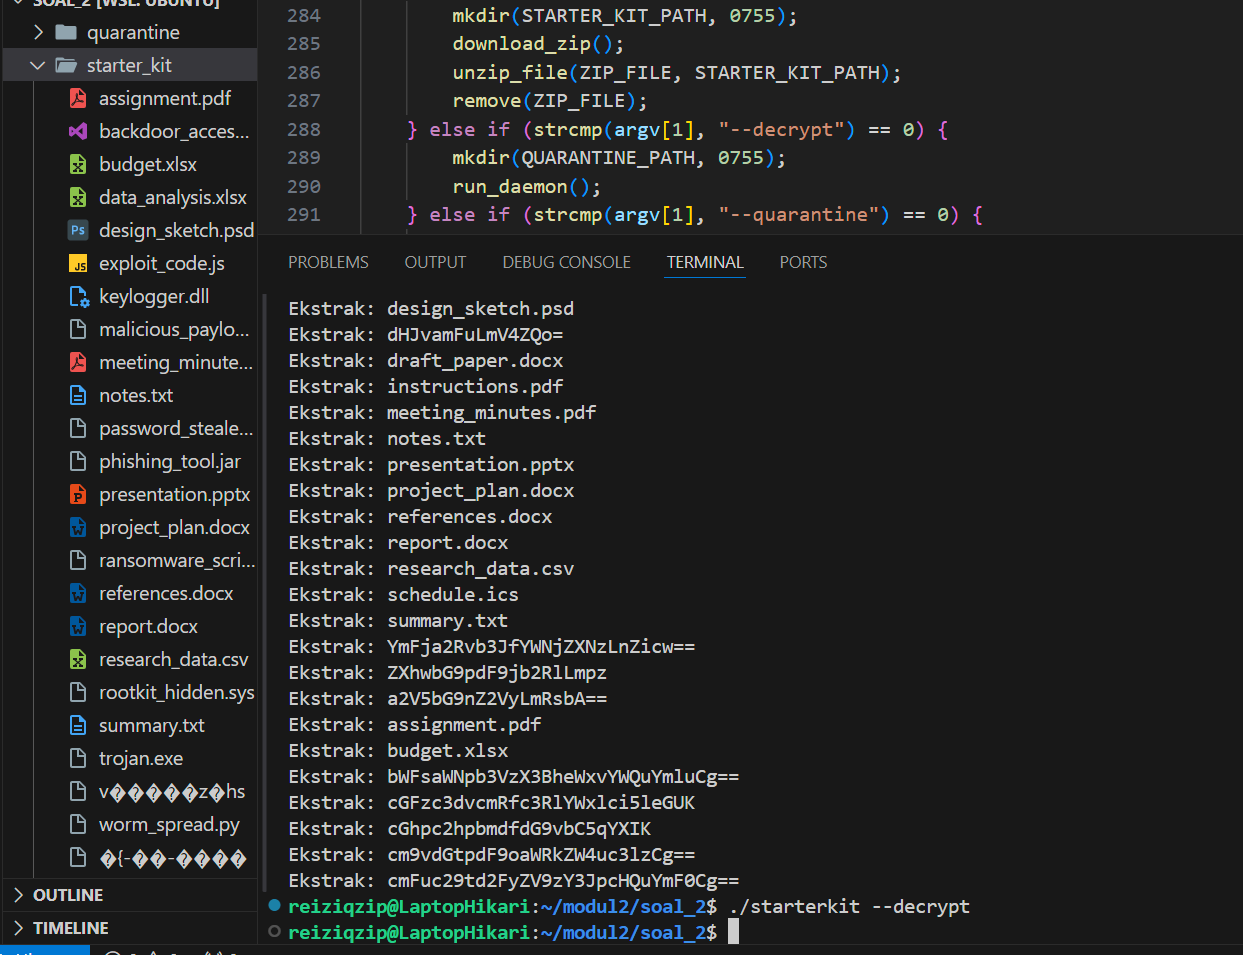 SOAL_2 [WSL: UBUNTU]
quarantine
starter_kit
assignment.pdf
backdoor_acces...
budget.xlsx
data_analysis.xlsx
design_sketch.psd
exploit_code.js
keylogger.dll
malicious_paylo...
meeting_minute...
notes.txt
password_steale...
phishing_tool.jar
presentation.pptx
project_plan.docx
ransomware_scri...
references.docx
report.docx
research_data.csv
rootkit_hidden.sys
summary.txt
trojan.exe
v�����z�hs
worm_spread.py
�{-��-����
OUTLINE
TIMELINE
284 mkdir(STARTER_KIT_PATH, 0755);
285 download_zip();
286 unzip_file(ZIP_FILE, STARTER_KIT_PATH);
287 remove(ZIP_FILE);
288 } else if (strcmp(argv[1], "--decrypt") == 0) {
289 mkdir(QUARANTINE_PATH, 0755);
290 run_daemon();
291 } else if (strcmp(argv[1], "--quarantine") == 0) {
PROBLEMS OUTPUT DEBUG CONSOLE TERMINAL PORTS
Ekstrak: design_sketch.psd
Ekstrak: dHJvamFuLmV4ZQo=
Ekstrak: draft_paper.docx
Ekstrak: instructions.pdf
Ekstrak: meeting_minutes.pdf
Ekstrak: notes.txt
Ekstrak: presentation.pptx
Ekstrak: project_plan.docx
Ekstrak: references.docx
Ekstrak: report.docx
Ekstrak: research_data.csv
Ekstrak: schedule.ics
Ekstrak: summary.txt
Ekstrak: YmFja2Rvb3JfYWNjZXNzLnZicw==
Ekstrak: ZXhwbG9pdF9jb2RlLmpz
Ekstrak: a2V5bG9nZ2VyLmRsbA==
Ekstrak: assignment.pdf
Ekstrak: budget.xlsx
Ekstrak: bWFsaWNpb3VzX3BheWxvYWQuYmluCg==
Ekstrak: cGFzc3dvcmRfc3RlYWxlci5leGUK
Ekstrak: cGhpc2hpbmdfdG9vbC5qYXIK
Ekstrak: cm9vdGtpdF9oaWRkZW4uc3lzCg==
Ekstrak: cmFuc29td2FyZV9zY3JpcHQuYmF0Cg==
reiziqzip@LaptopHikari:~/modul2/soal_2$ ./starterkit --decrypt
reiziqzip@LaptopHikari:~/modul2/soal_2$